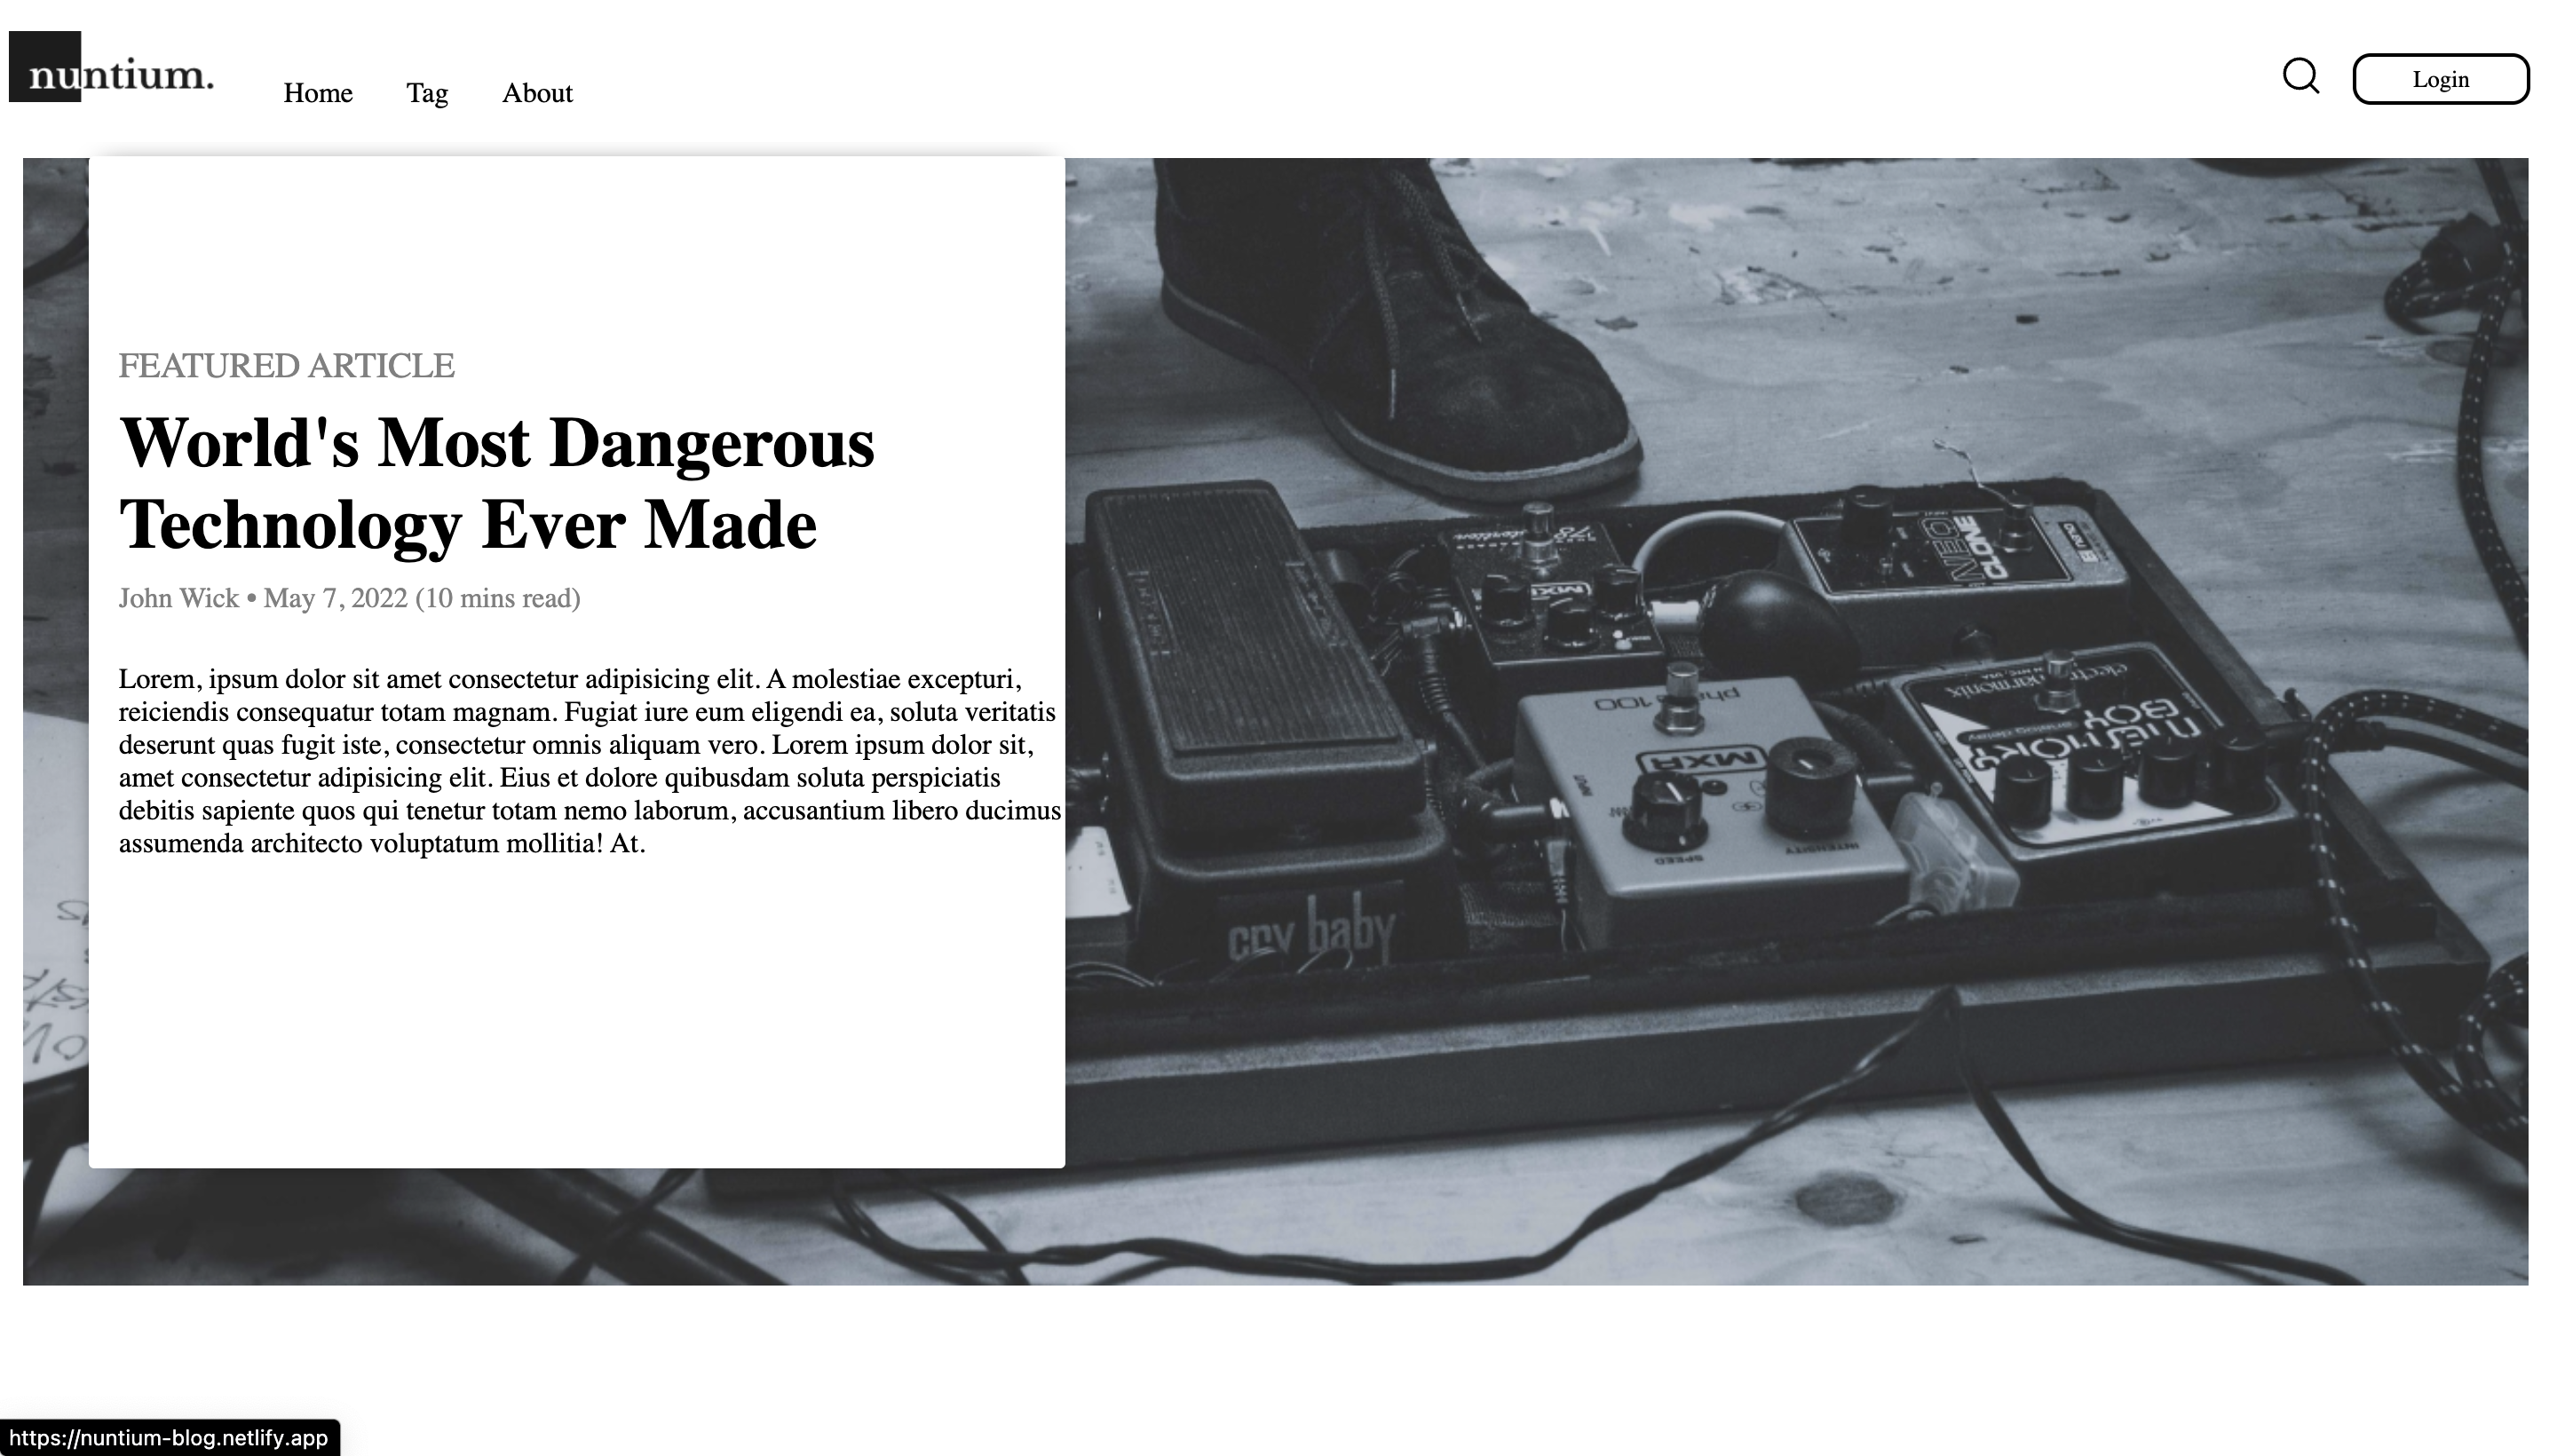 nuntium.
Home
Tag
About
Login
FEATURED ARTICLE
World's Most Dangerous
Technology Ever Made
John Wick • May 7, 2022 (10 mins read)
Lorem, ipsum dolor sit amet consectetur adipisicing elit. A molestiae excepturi,
reiciendis consequatur totam magnam. Fugiat iure eum eligendi ea, soluta veritatis
deserunt quas fugit iste, consectetur omnis aliquam vero. Lorem ipsum dolor sit,
amet consectetur adipisicing elit. Eius et dolore quibusdam soluta perspiciatis
debitis sapiente quos qui tenetur totam nemo laborum, accusantium libero ducimus
assumenda architecto voluptatum mollitia! At.
MXR
NEO
CLONE
100
MXR
SPEED
INTENSITY
electro-harmonix
MEMORY
BOY
cry baby
https://nuntium-blog.netlify.app